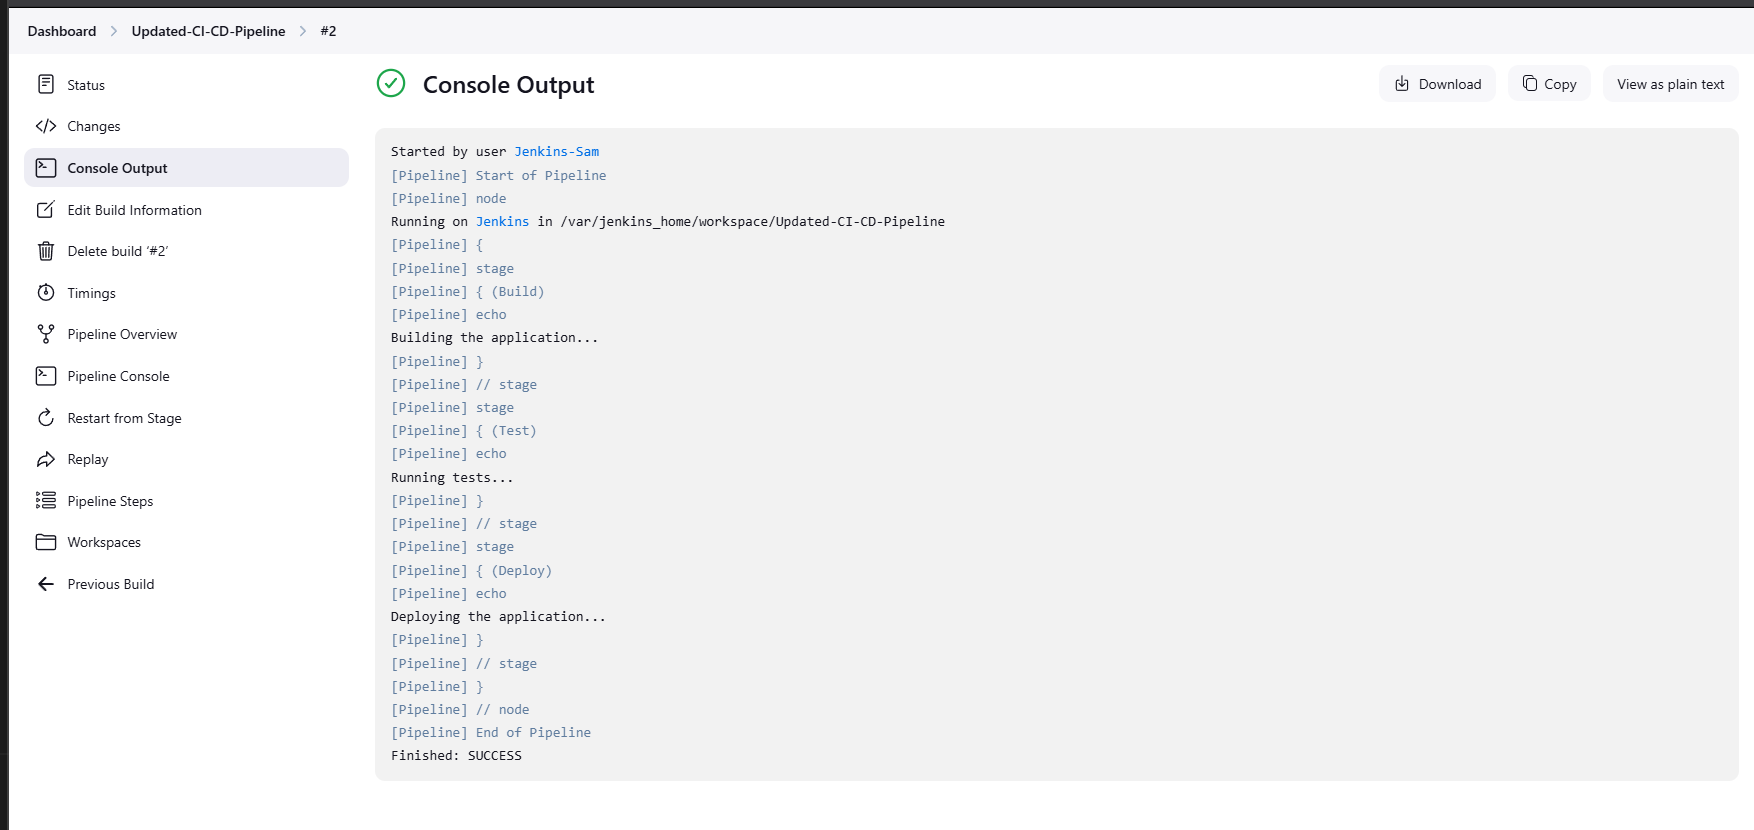 Dashboard > Updated-CI-CD-Pipeline > #2
Status
Changes
Console Output
Edit Build Information
Delete build ‘#2’
Timings
Pipeline Overview
Pipeline Console
Restart from Stage
Replay
Pipeline Steps
Workspaces
Previous Build
Console Output
Download
Copy
View as plain text
Started by user Jenkins-Sam
[Pipeline] Start of Pipeline
[Pipeline] node
Running on Jenkins in /var/jenkins_home/workspace/Updated-CI-CD-Pipeline
[Pipeline] {
[Pipeline] stage
[Pipeline] { (Build)
[Pipeline] echo
Building the application...
[Pipeline] }
[Pipeline] // stage
[Pipeline] stage
[Pipeline] { (Test)
[Pipeline] echo
Running tests...
[Pipeline] }
[Pipeline] // stage
[Pipeline] stage
[Pipeline] { (Deploy)
[Pipeline] echo
Deploying the application...
[Pipeline] }
[Pipeline] // stage
[Pipeline] }
[Pipeline] // node
[Pipeline] End of Pipeline
Finished: SUCCESS